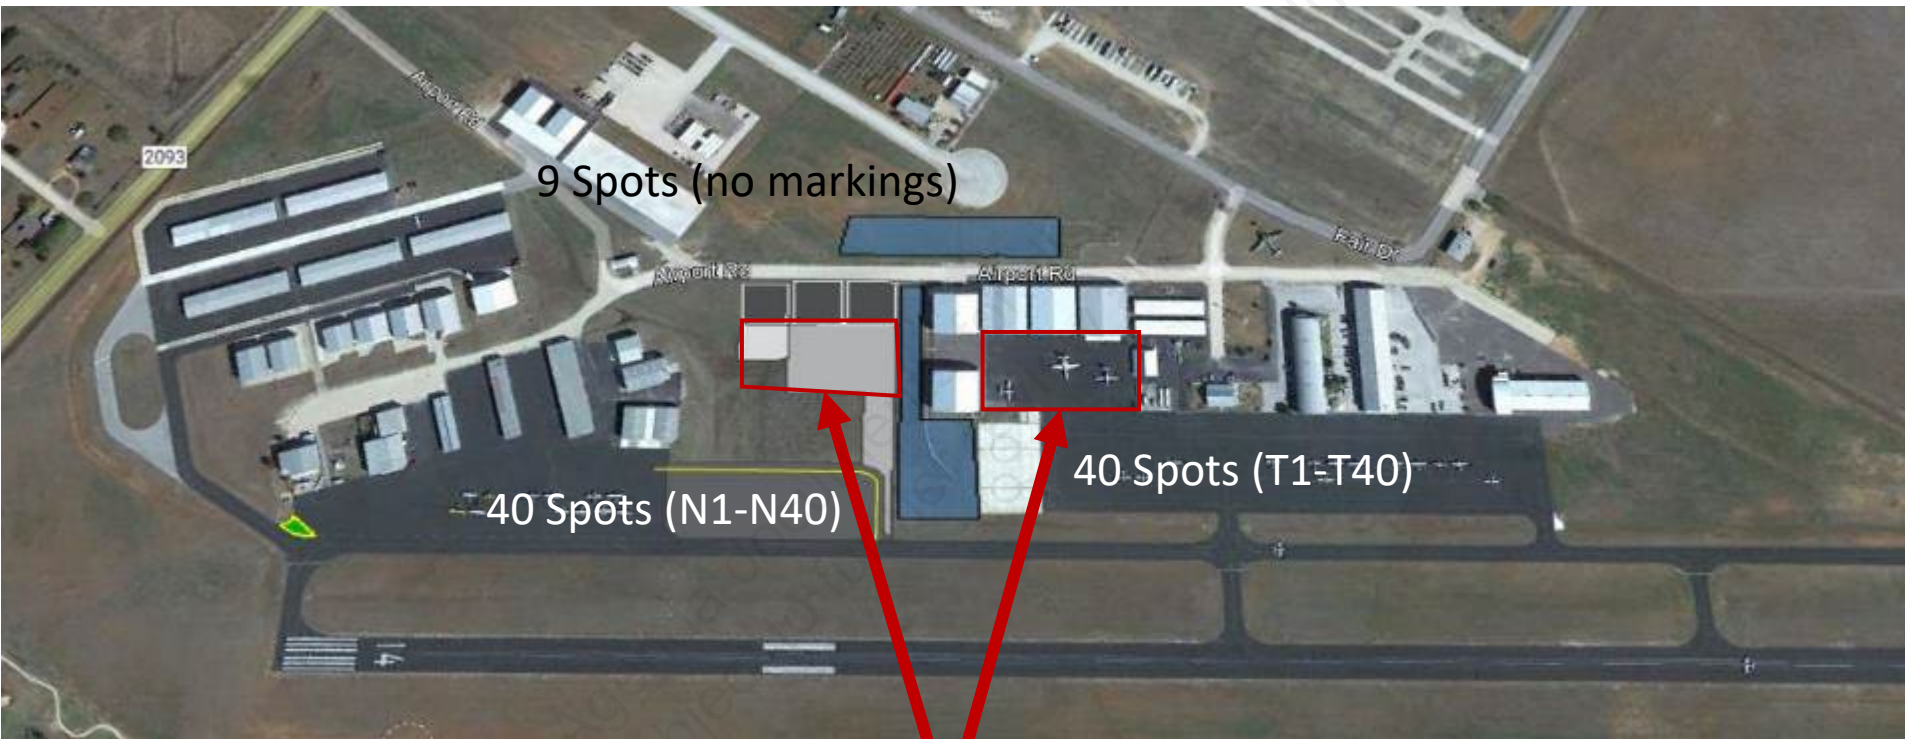 Airport Rd
2093
9 Spots (no markings)
Fair Dr
Airport Rd
Airport Rd
40 Spots (T1-T40)
40 Spots (N1-N40)
14